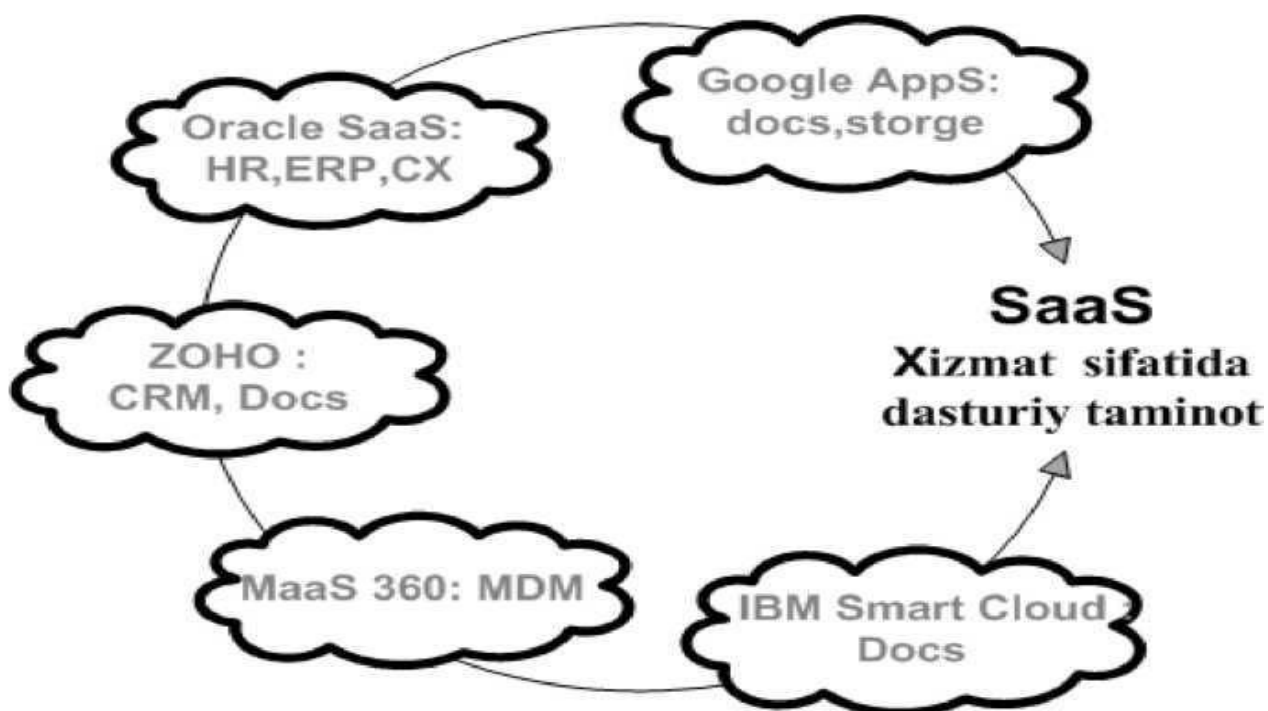 Google AppS:
docs,storge
Oracle SaaS:
HR,ERP,CX
SaaS
Xizmat sifatida
dasturiy taminot
ZOHO :
CRM, Docs
MaaS 360: MDM
IBM Smart Cloud :
Docs